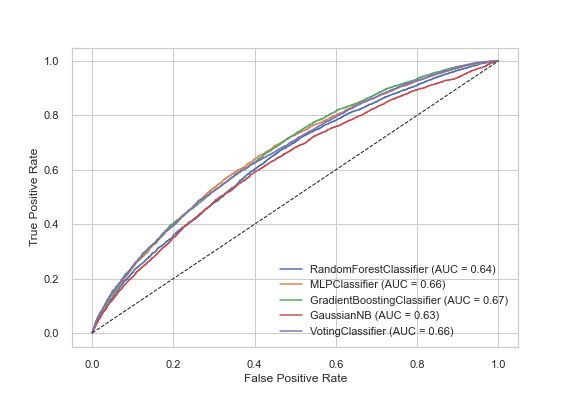 1.0
0.8
0.6
0.4
0.2
0.0
True Positive Rate
RandomForestClassifier (AUC = 0.64)
MLPClassifier (AUC = 0.66)
GradientBoostingClassifier (AUC = 0.67)
GaussianNB (AUC = 0.63)
VotingClassifier (AUC = 0.66)
0.0 0.2 0.4 0.6 0.8 1.0
False Positive Rate